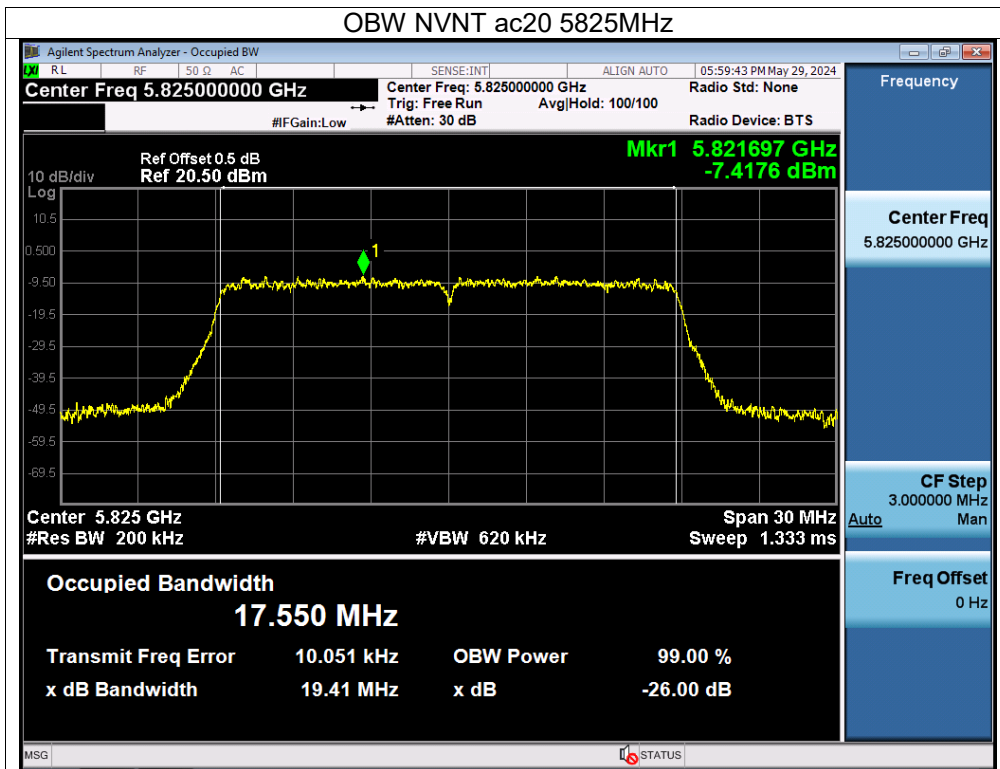 OBW NVNT ac20 5825MHz
Agilent Spectrum Analyzer - Occupied BW
LXI RL RF 50 Ω AC SENSE:INT ALIGN AUTO 05:59:43 PM May 29, 2024
Center Freq 5.825000000 GHz
Center Freq: 5.825000000 GHz Radio Std: None
Trig: Free Run Avg|Hold: 100/100
#IFGain:Low #Atten: 30 dB Radio Device: BTS
Frequency
Mkr1 5.821697 GHz
-7.4176 dBm
Ref Offset 0.5 dB
10 dB/div Ref 20.50 dBm
Log
10.5
0.500
-9.50
-19.5
-29.5
-39.5
-49.5
-59.5
-69.5
1
Center 5.825 GHz Span 30 MHz
#Res BW 200 kHz #VBW 620 kHz Sweep 1.333 ms
Occupied Bandwidth
17.550 MHz
Transmit Freq Error 10.051 kHz OBW Power 99.00 %
x dB Bandwidth 19.41 MHz x dB -26.00 dB
Center Freq
5.825000000 GHz
CF Step
3.000000 MHz
Auto Man
Freq Offset
0 Hz
MSG STATUS